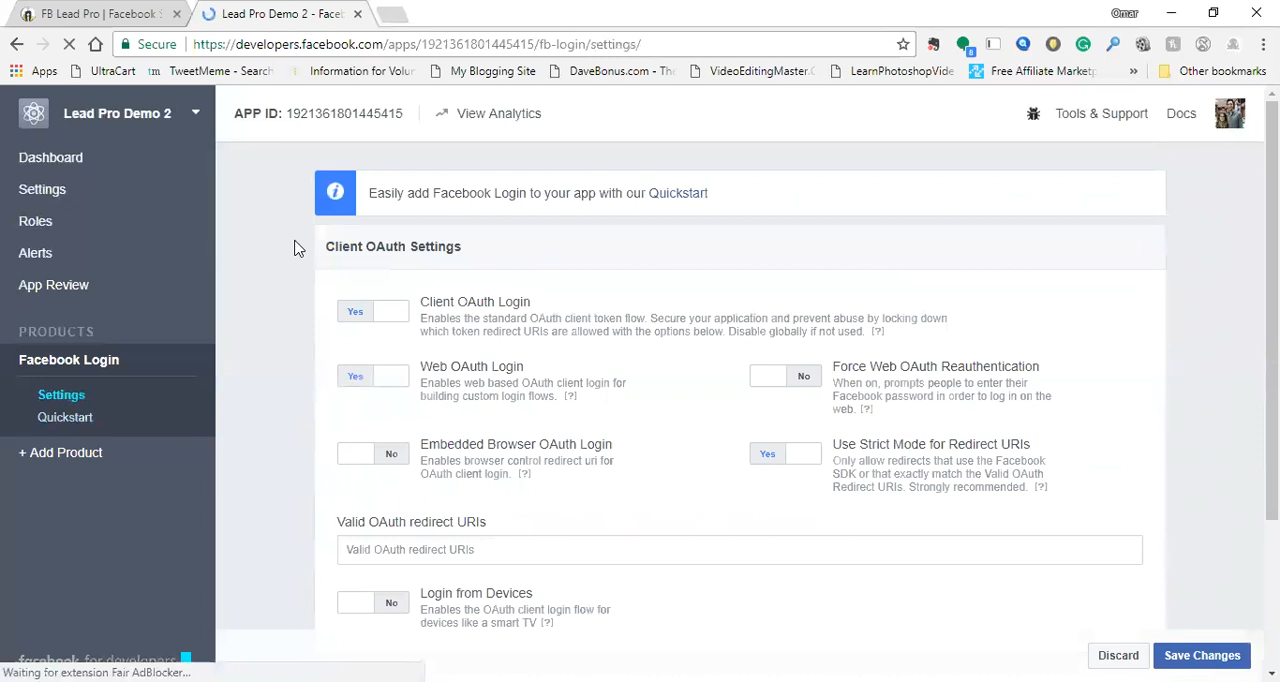 FB Lead Pro | Facebook S
Lead Pro Demo 2 - Face
Omar
Secure
https://developers.facebook.com/apps/1921361801445415/fb-login/settings/
8
Apps
UltraCart
tm TweetMeme - Search
Information for Volun
My Blogging Site
DaveBonus.com - The
VideoEditingMaster.C
LearnPhotoshopVide
Free Affiliate Market
»
Other bookmarks
Lead Pro Demo 2
APP ID: 1921361801445415
View Analytics
Tools & Support
Docs
Dashboard
Settings
Roles
Alerts
App Review
PRODUCTS
Facebook Login
Settings
Quickstart
+ Add Product
facebook for developers
Waiting for extension Fair AdBlocker...
Easily add Facebook Login to your app with our Quickstart
Client OAuth Settings
Yes
Client OAuth Login
Enables the standard OAuth client token flow. Secure your application and prevent abuse by locking down
which token redirect URIs are allowed with the options below. Disable globally if not used. [?]
Yes
Web OAuth Login
Enables web based OAuth client login for
building custom login flows. [?]
No
Force Web OAuth Reauthentication
When on, prompts people to enter their
Facebook password in order to log in on the
web. [?]
No
Embedded Browser OAuth Login
Enables browser control redirect uri for
OAuth client login. [?]
Yes
Use Strict Mode for Redirect URIs
Only allow redirects that use the Facebook
SDK or that exactly match the Valid OAuth
Redirect URIs. Strongly recommended. [?]
Valid OAuth redirect URIs
Valid OAuth redirect URIs
No
Login from Devices
Enables the OAuth client login flow for
devices like a smart TV [?]
Discard
Save Changes